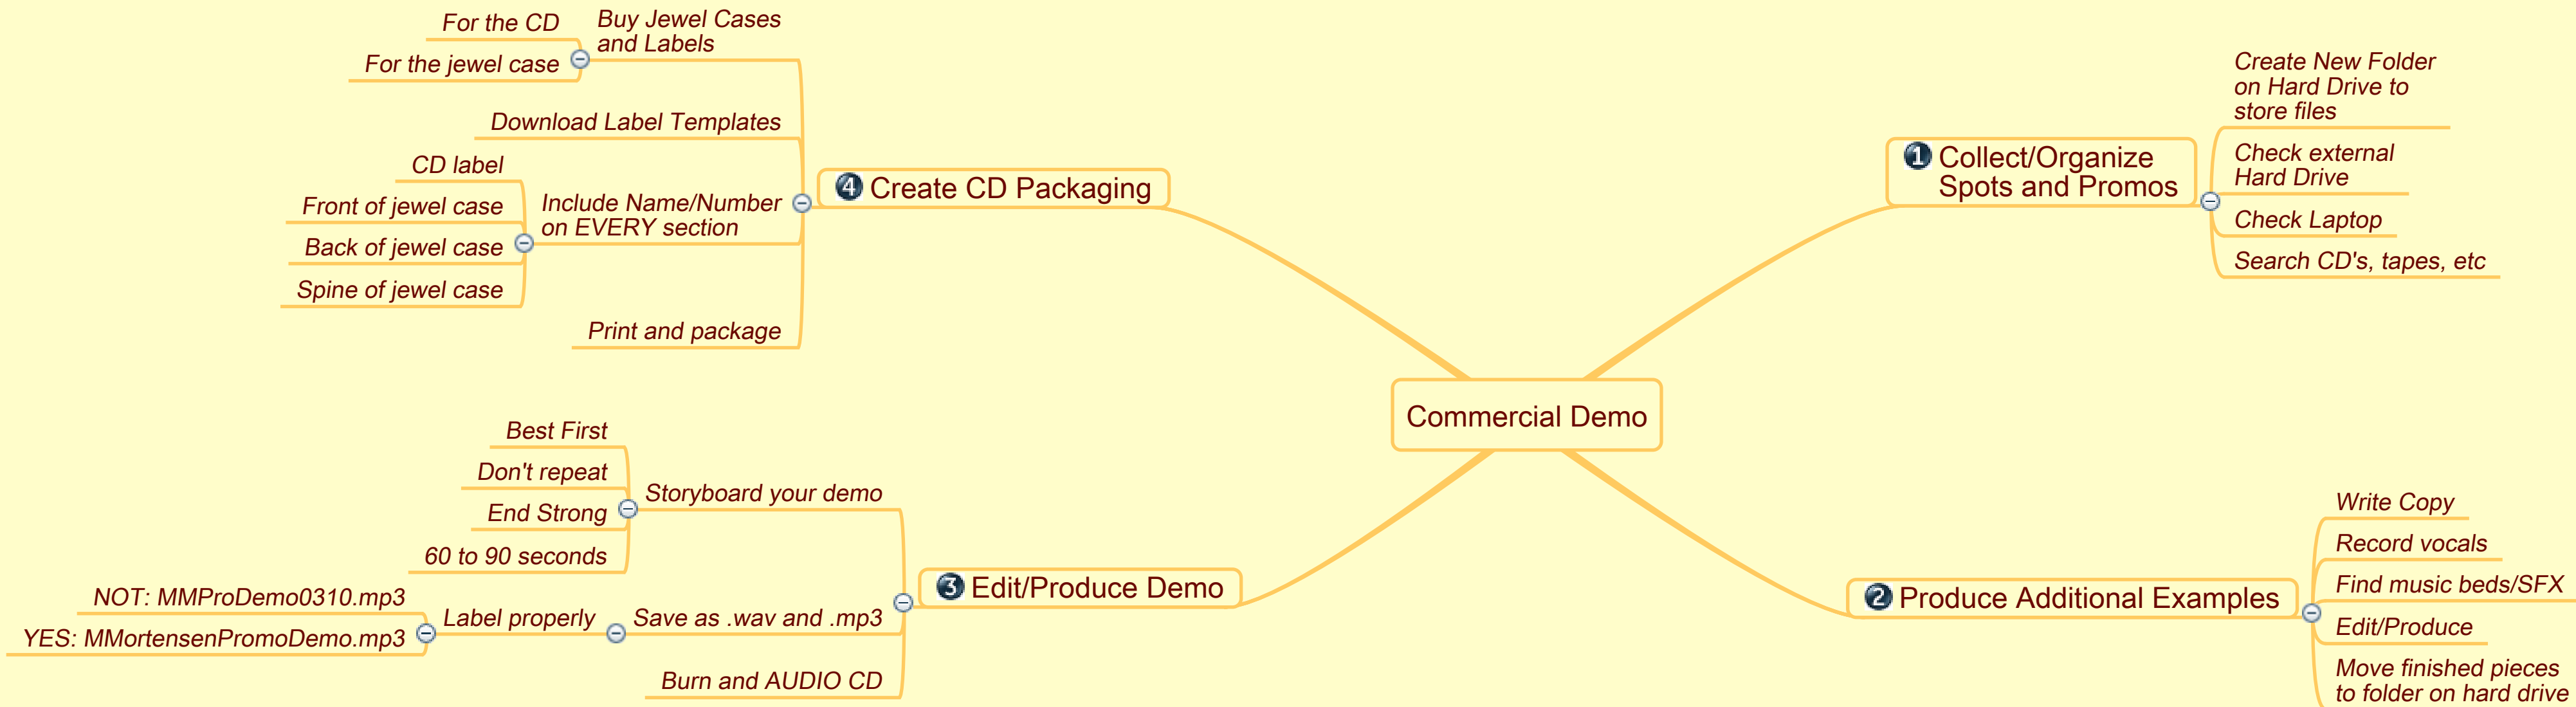 Commercial Demo
1 Collect/Organize
Spots and Promos
Create New Folder
on Hard Drive to
store files
Check external
Hard Drive
Check Laptop
Search CD's, tapes, etc
2 Produce Additional Examples
Write Copy
Record vocals
Find music beds/SFX
Edit/Produce
Move finished pieces
to folder on hard drive
3 Edit/Produce Demo
Storyboard your demo
Best First
Don't repeat
End Strong
60 to 90 seconds
Save as .wav and .mp3
Label properly
NOT: MMProDemo0310.mp3
YES: MMortensenPromoDemo.mp3
Burn and AUDIO CD
4 Create CD Packaging
Buy Jewel Cases
and Labels
For the CD
For the jewel case
Download Label Templates
Include Name/Number
on EVERY section
CD label
Front of jewel case
Back of jewel case
Spine of jewel case
Print and package